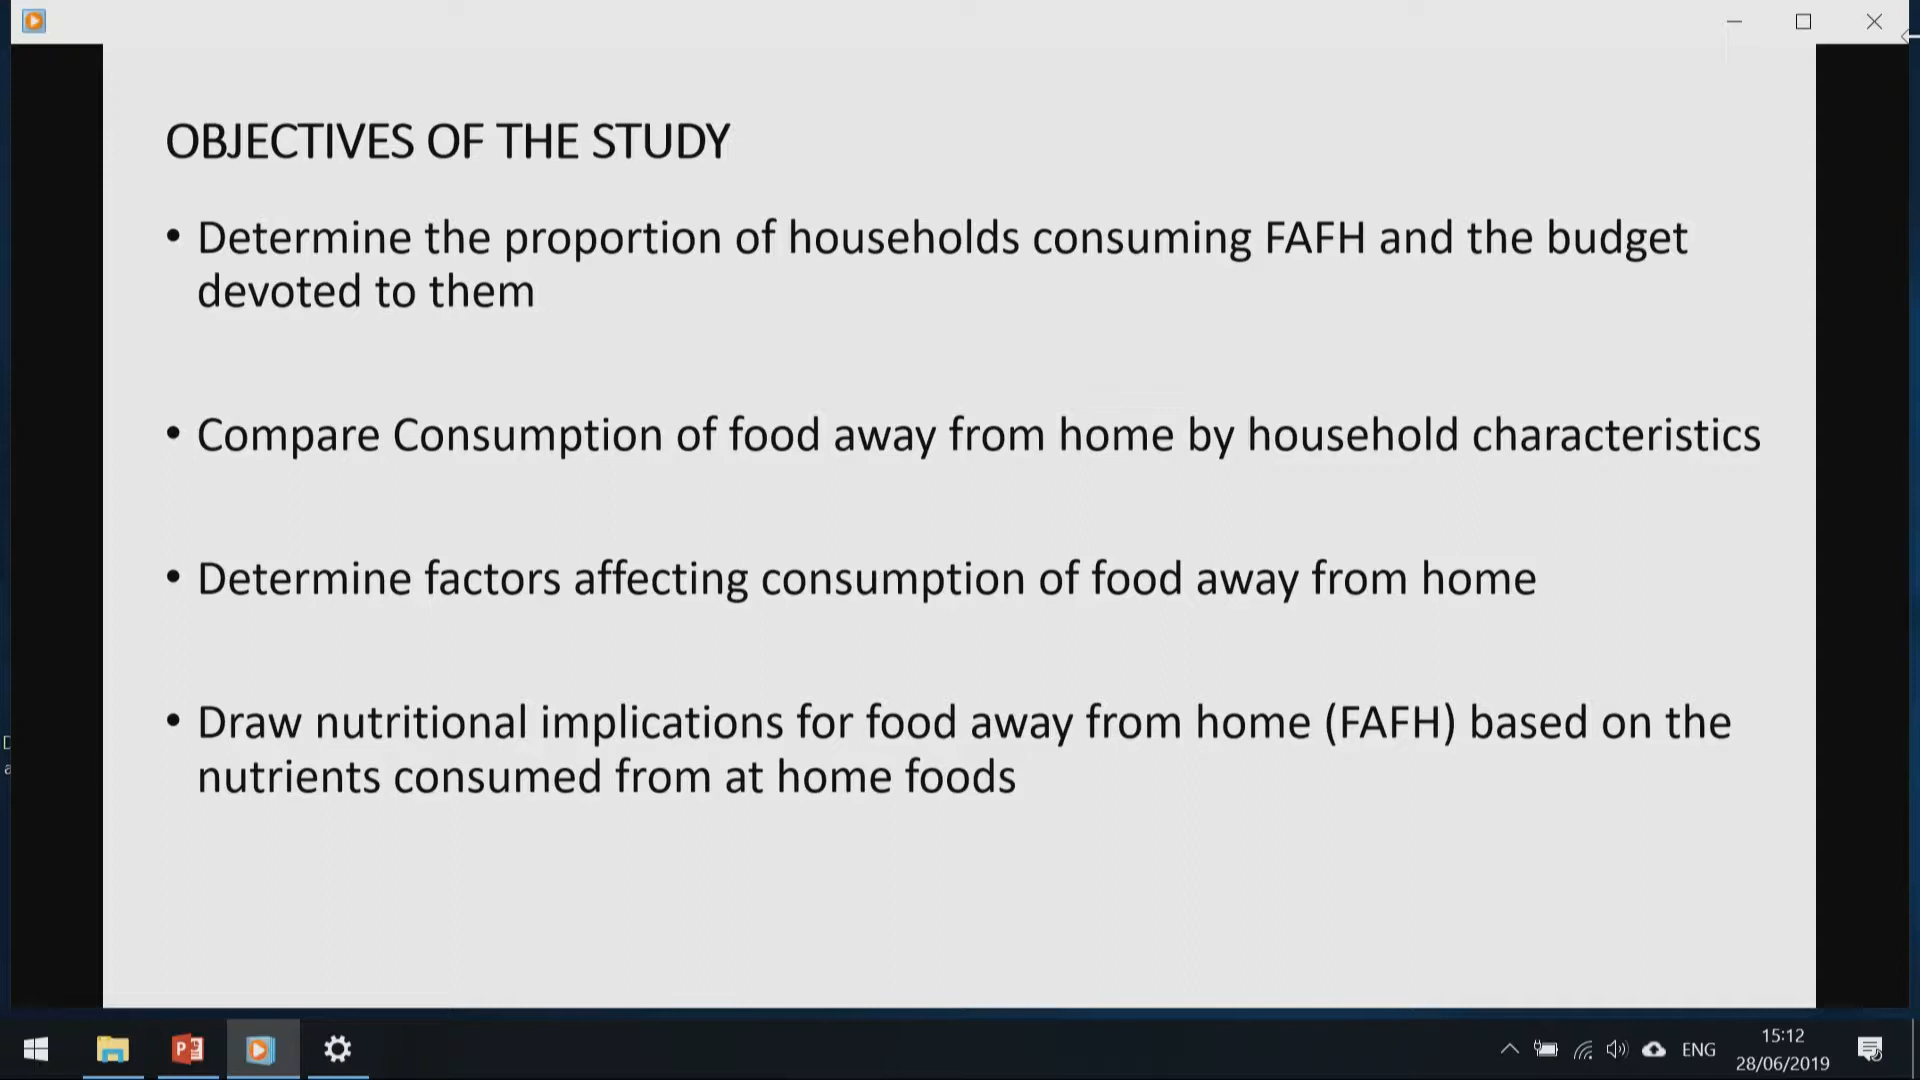 OBJECTIVES OF THE STUDY
• Determine the proportion of households consuming FAFH and the budget
devoted to them
• Compare Consumption of food away from home by household characteristics
• Determine factors affecting consumption of food away from home
• Draw nutritional implications for food away from home (FAFH) based on the
nutrients consumed from at home foods
ENG
15:12
28/06/2019